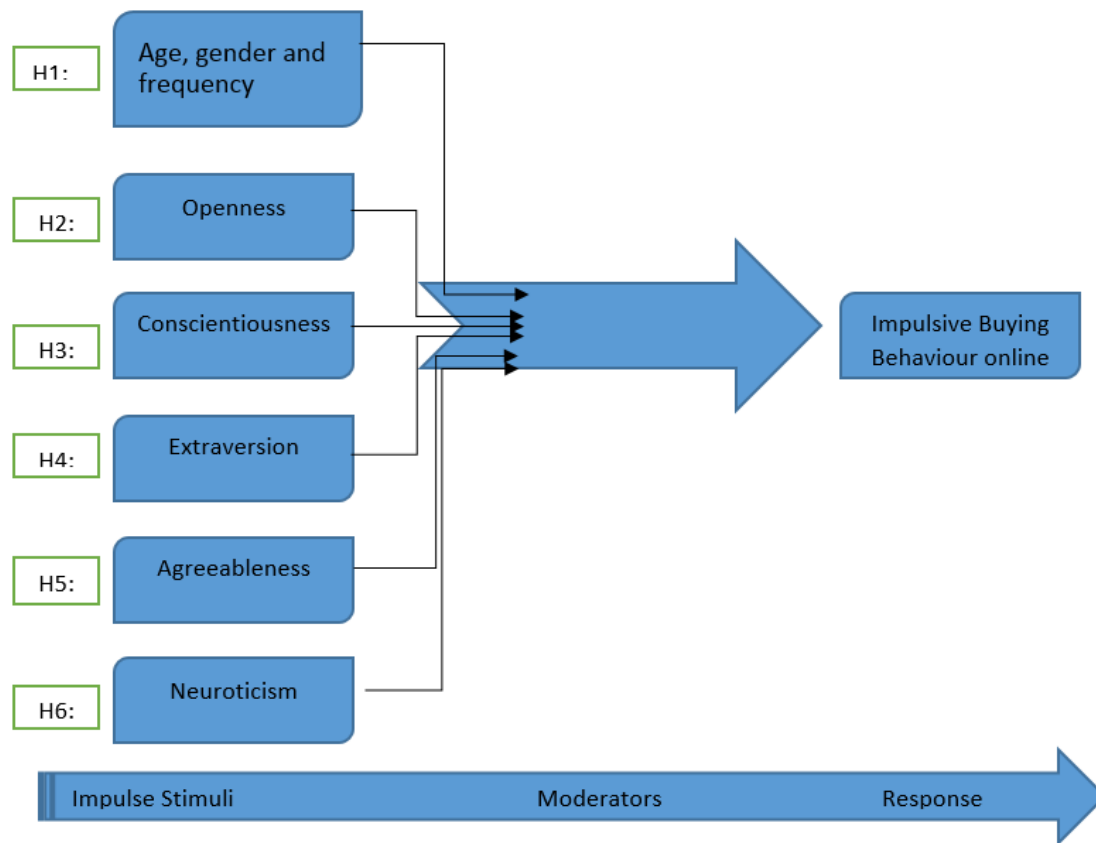 H1:
Age, gender and
frequency
H2:
Openness
H3:
Conscientiousness
H4:
Extraversion
H5:
Agreeableness
H6:
Neuroticism
Impulsive Buying
Behaviour online
Impulse Stimuli
Moderators
Response